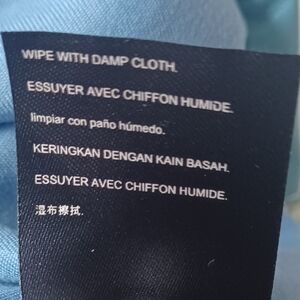 WIPE WITH DAMP CLOTH.
ESSUYER AVEC CHIFFON HUMIDE.
limpiar con paño húmedo.
KERINGKAN DENGAN KAIN BASAH.
ESSUYER AVEC CHIFFON HUMIDE.
湿布擦拭.